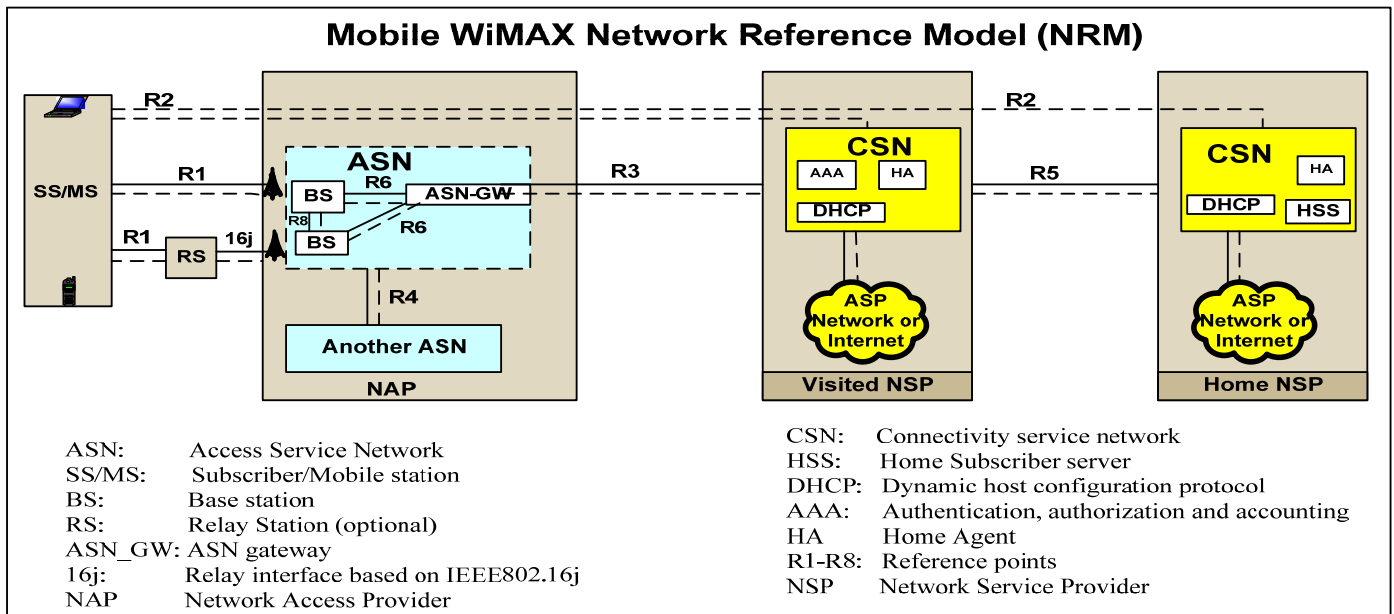 Mobile WiMAX Network Reference Model (NRM)
R2
R2
ASN
CSN
CSN
R1
R6
BS
ASN-GW
R3
AAA
HA
R5
HA
SS/MS
R8
R6
DHCP
DHCP
HSS
R1
RS
16j
BS
R4
ASP
Network or
Internet
ASP
Network or
Internet
Another ASN
NAP
Visited NSP
Home NSP
ASN: Access Service Network
SS/MS: Subscriber/Mobile station
BS: Base station
RS: Relay Station (optional)
ASN_GW: ASN gateway
16j: Relay interface based on IEEE802.16j
NAP Network Access Provider
CSN: Connectivity service network
HSS: Home Subscriber server
DHCP: Dynamic host configuration protocol
AAA: Authentication, authorization and accounting
HA Home Agent
R1-R8: Reference points
NSP Network Service Provider